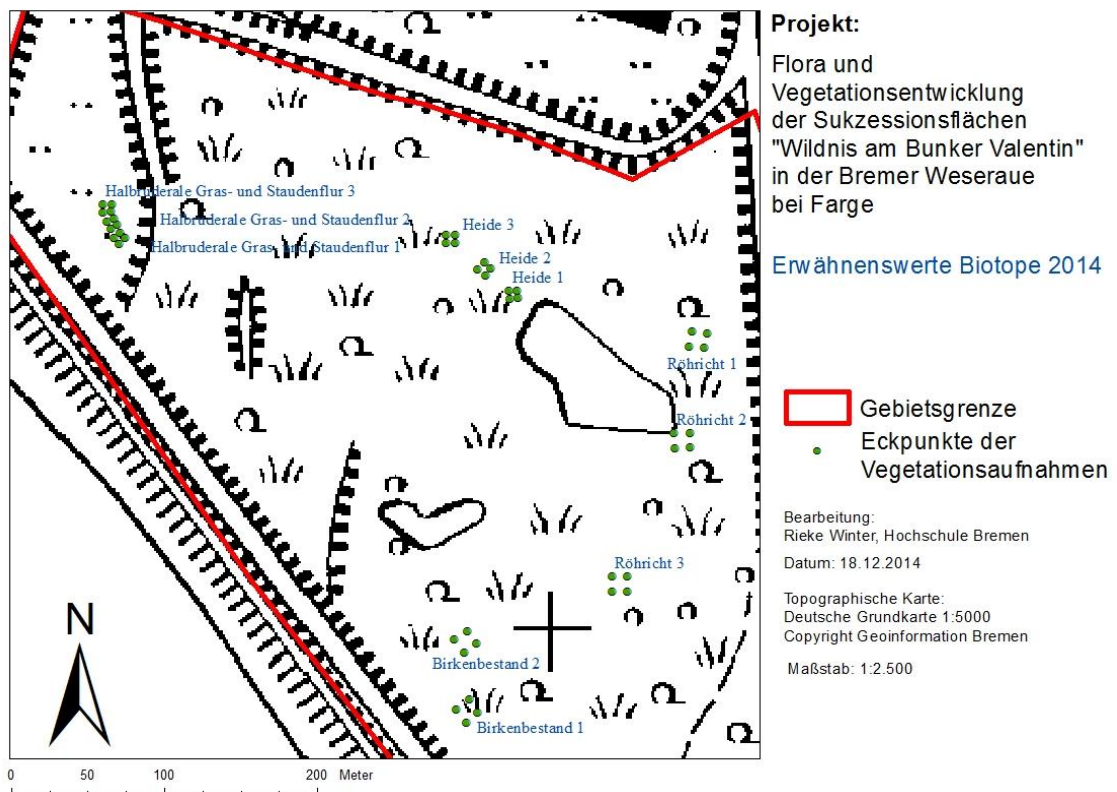 Projekt:
Flora und
Vegetationsentwicklung
der Sukzessionsflächen
"Wildnis am Bunker Valentin"
in der Bremer Weseraue
bei Farge
Erwähnenswerte Biotope 2014
Gebietsgrenze
Eckpunkte der
Vegetationsaufnahmen
Bearbeitung:
Rieke Winter, Hochschule Bremen
Datum: 18.12.2014
Topographische Karte:
Deutsche Grundkarte 1:5000
Copyright Geoinformation Bremen
Maßstab: 1:2.500
Halbruderale Gras- und Staudenflur 3
Halbruderale Gras- und Staudenflur 2
Halbruderale Gras- und Staudenflur 1
Heide 3
Heide 2
Heide 1
Röhricht 1
Röhricht 2
Röhricht 3
Birkenbestand 2
Birkenbestand 1
N
0 50 100 200 Meter